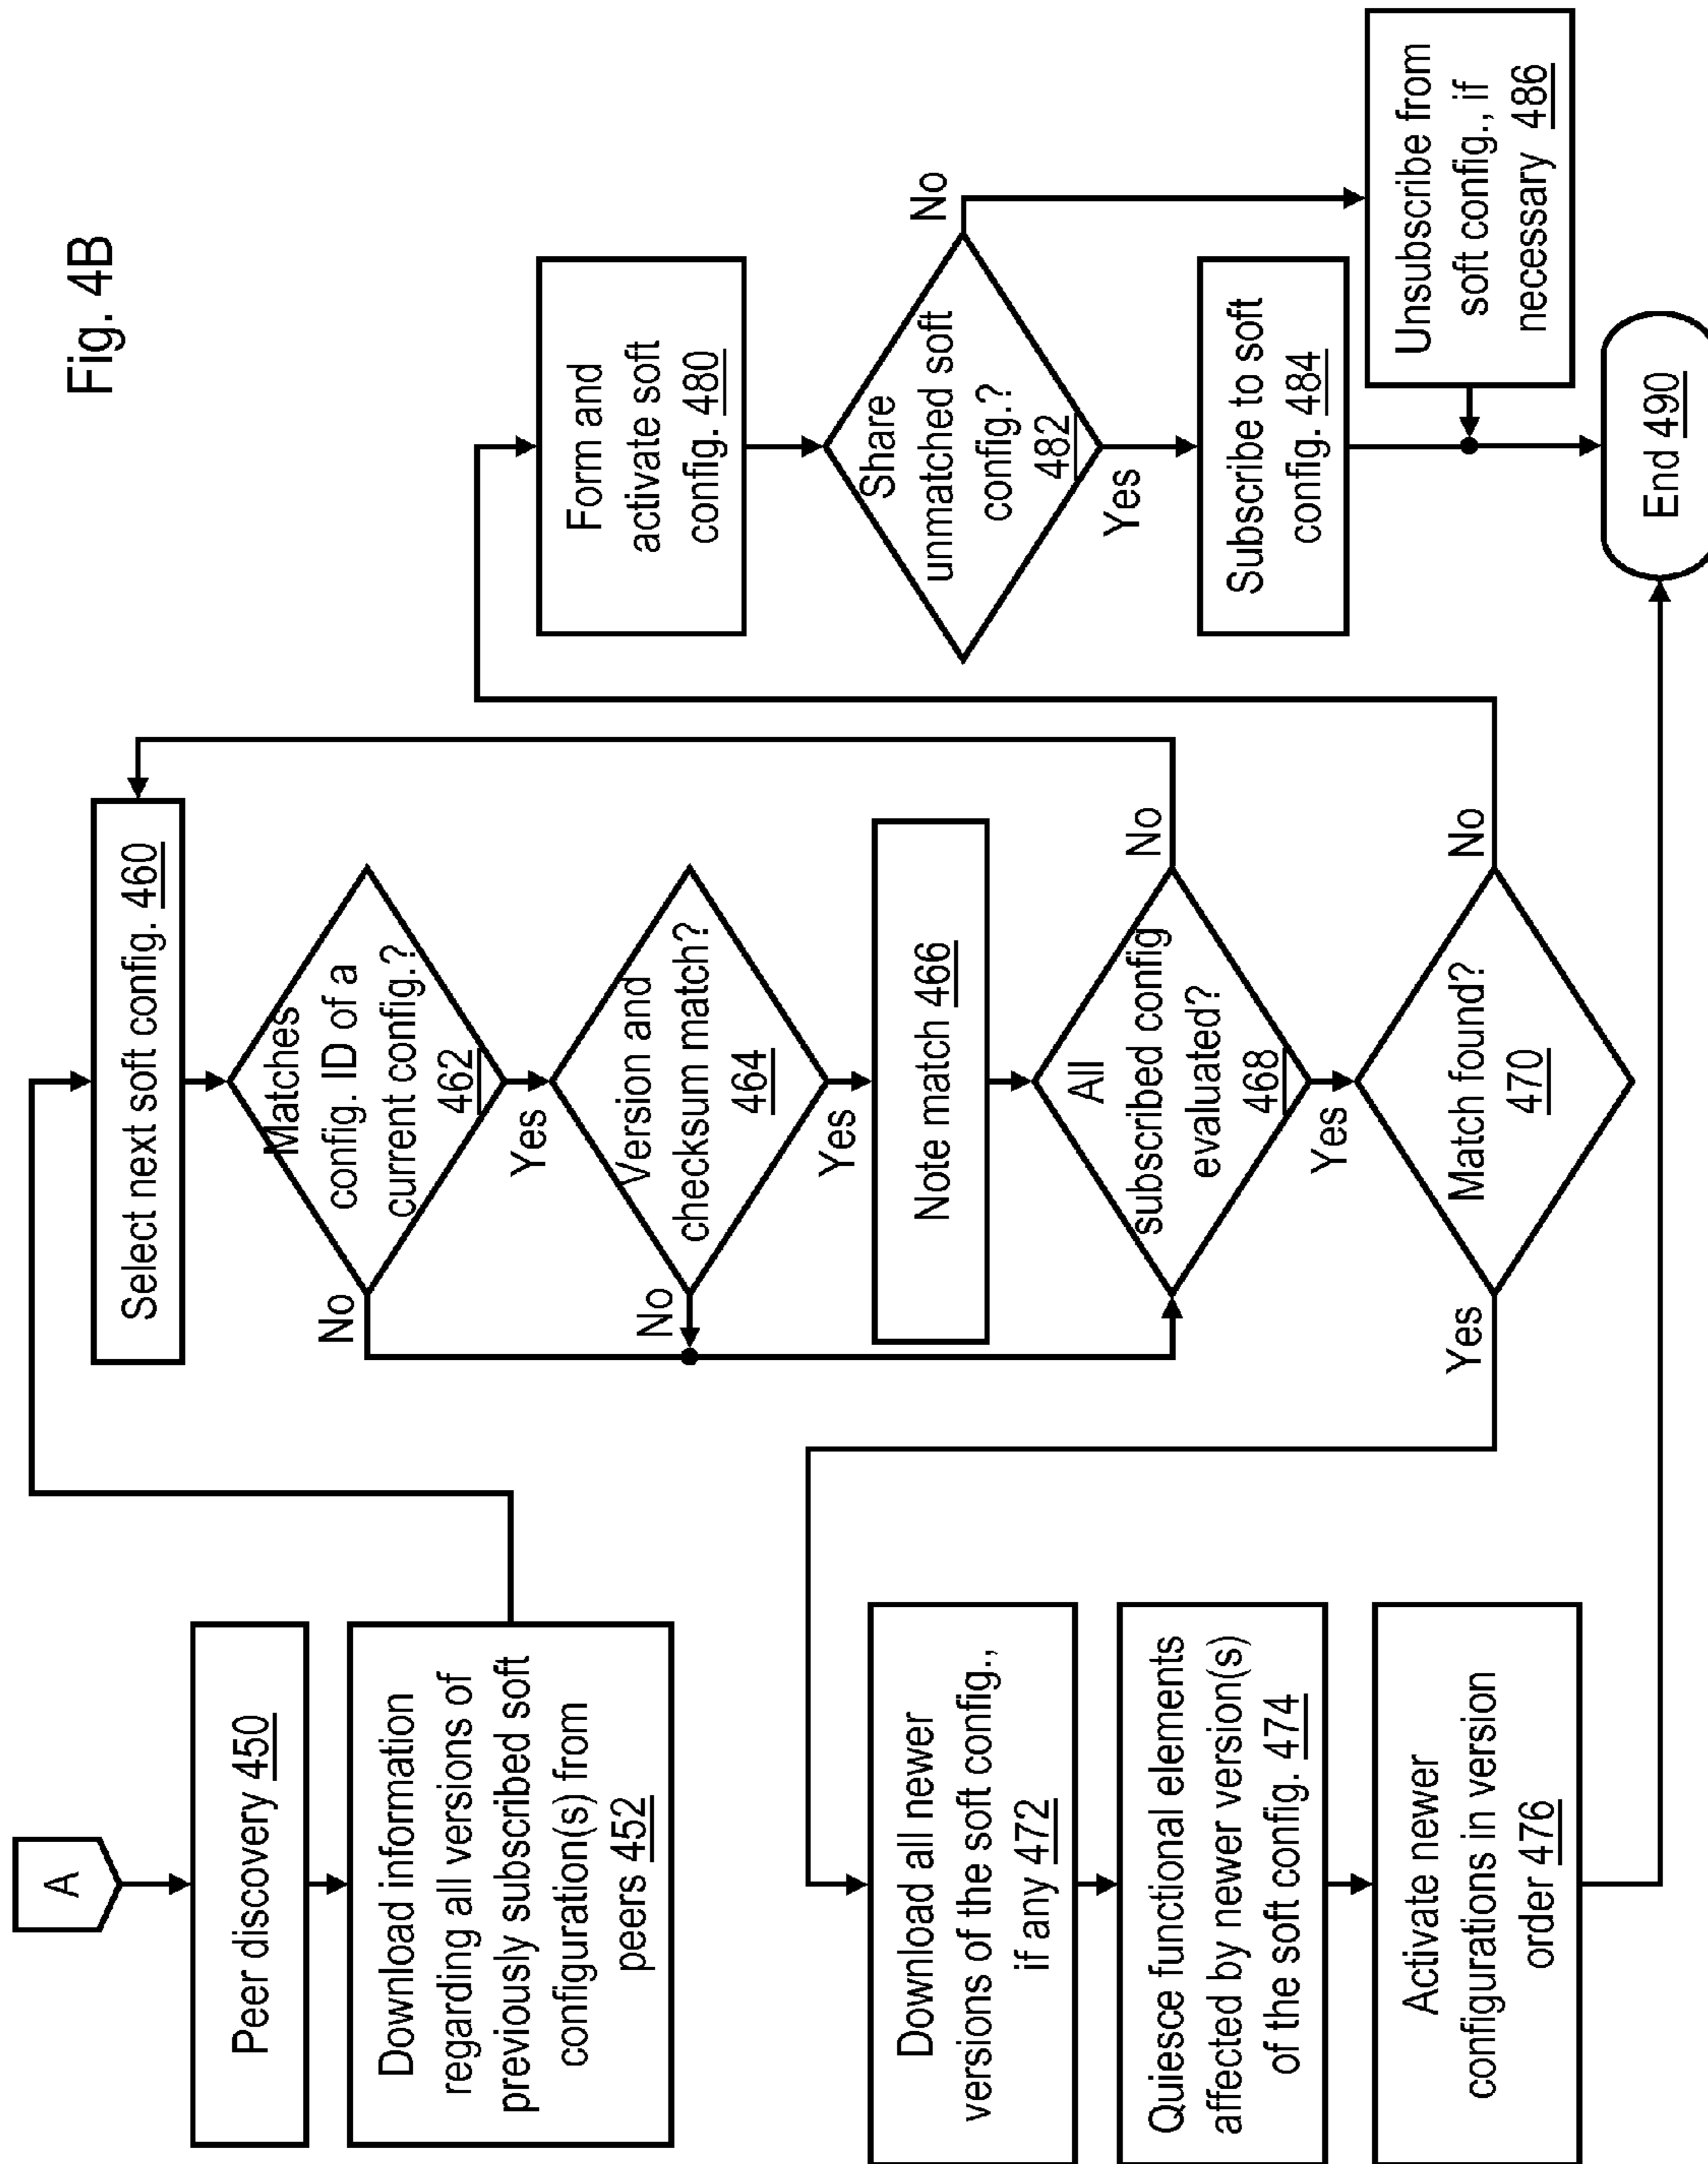 Fig. 4B
A
Peer discovery 450
Download information
regarding all versions of
previously subscribed soft
configuration(s) from
peers 452
Select next soft config. 460
Matches
config. ID of a
current config.?
462
No
Yes
Version and
checksum match?
464
No
Yes
Note match 466
All
subscribed config
evaluated?
468
No
Yes
Match found?
470
Yes
No
Download all newer
versions of the soft config.,
if any 472
Quiesce functional elements
affected by newer version(s)
of the soft config. 474
Activate newer
configurations in version
order 476
Form and
activate soft
config. 480
Share
unmatched soft
config.?
482
No
Yes
Subscribe to soft
config. 484
Unsubscribe from
soft config., if
necessary 486
End 490